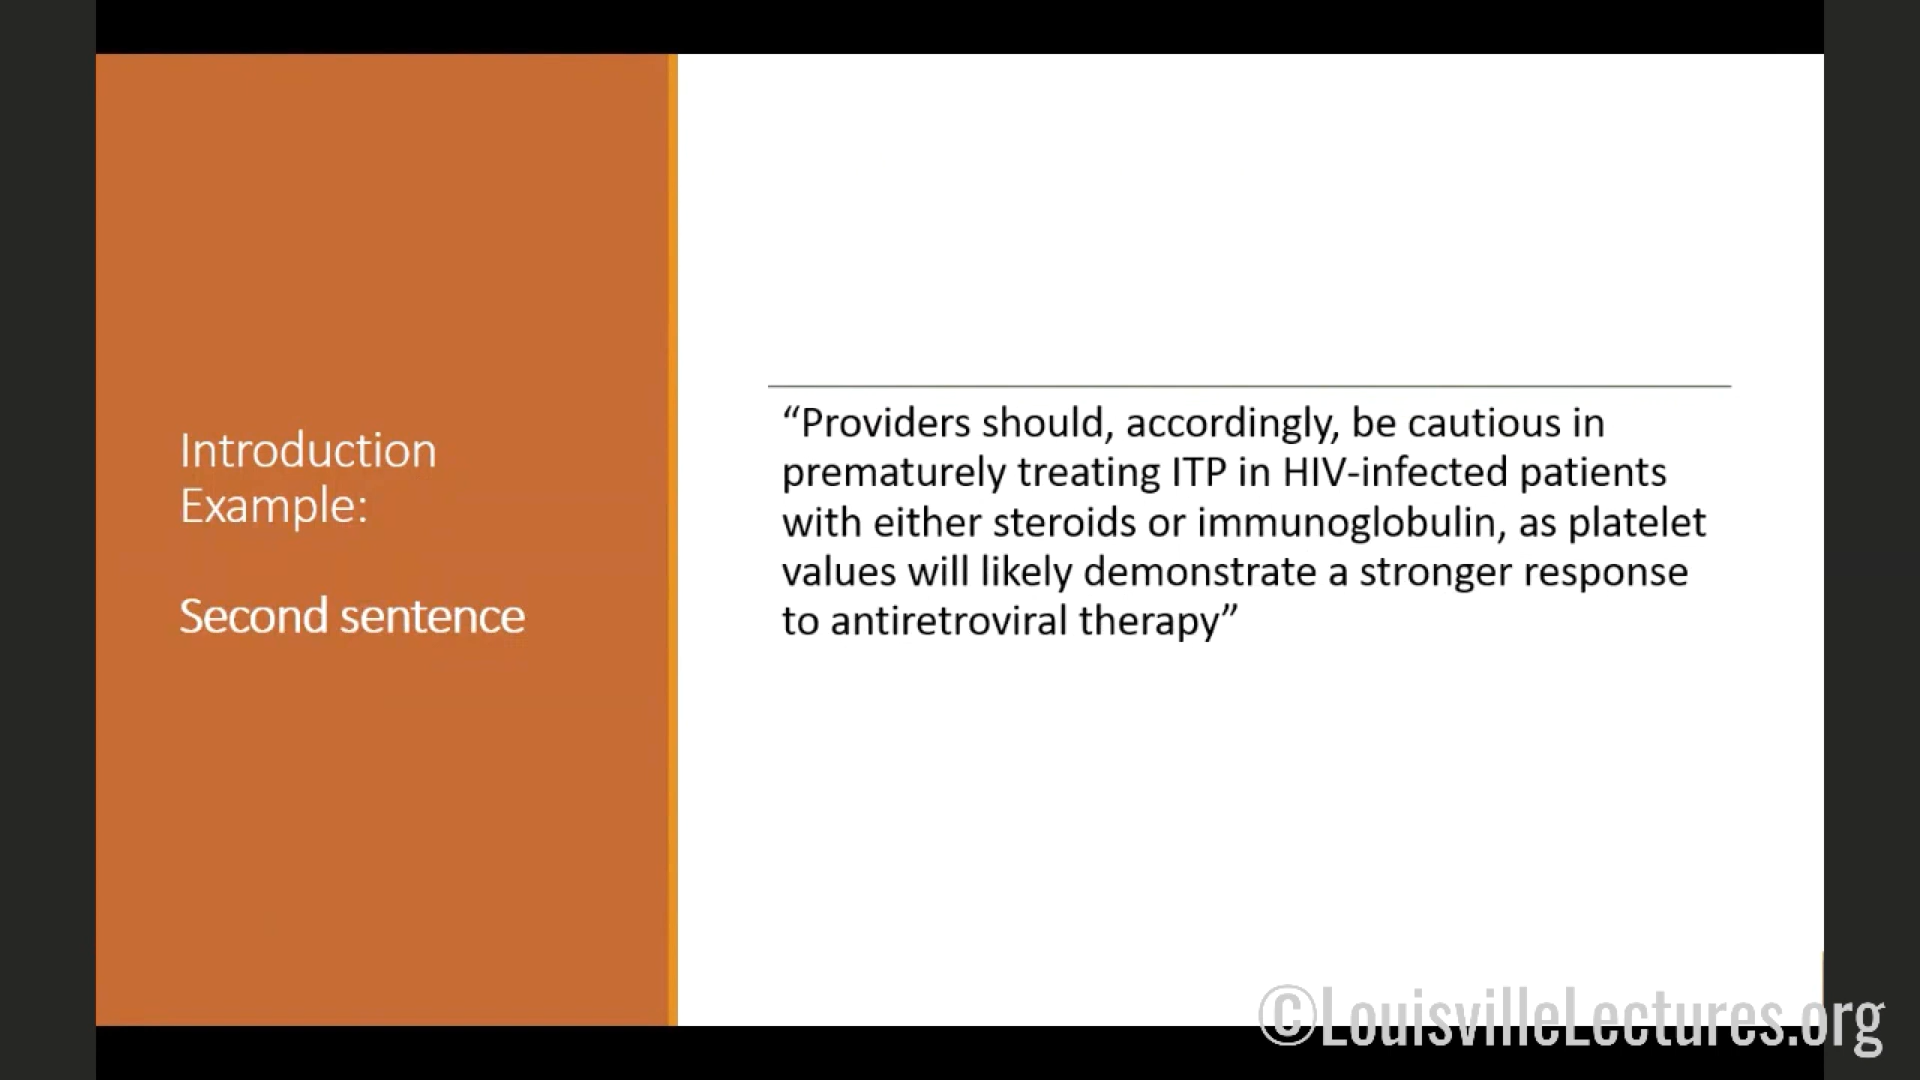 Introduction
Example:
Second sentence
“Providers should, accordingly, be cautious in
prematurely treating ITP in HIV-infected patients
with either steroids or immunoglobulin, as platelet
values will likely demonstrate a stronger response
to antiretroviral therapy”
©LouisvilleLectures.org